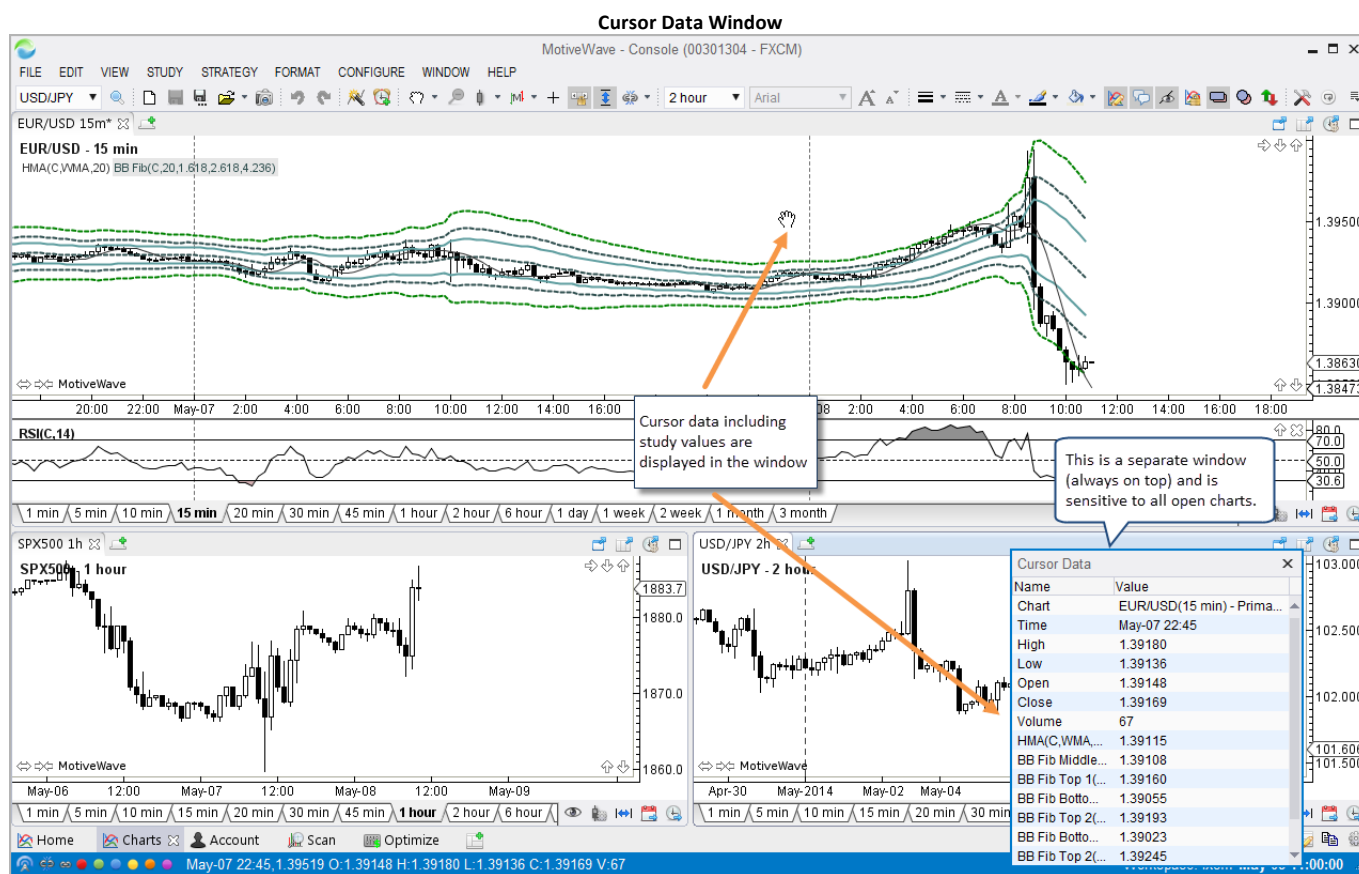 Cursor Data Window
MotiveWave - Console (00301304 - FXCM)
FILE EDIT VIEW STUDY STRATEGY FORMAT CONFIGURE WINDOW HELP
USD/JPY 2 hour Arial
EUR/USD 15m*
EUR/USD - 15 min
HMA(C,WMA,20) BB Fib(C,20,1.618,2.618,4.236)
1.39500
1.39000
1.38630
1.38473
MotiveWave
20:00 22:00 May-07 2:00 4:00 6:00 8:00 10:00 12:00 14:00 16:00 08 2:00 4:00 6:00 8:00 10:00 12:00 14:00 16:00 18:00
Cursor data including
study values are
displayed in the window
RSI(C,14)
80.0
70.0
50.0
30.6
This is a separate window
(always on top) and is
sensitive to all open charts.
1 min 5 min 10 min 15 min 20 min 30 min 45 min 1 hour 2 hour 6 hour 1 day 1 week 2 week 1 month 3 month
SPX500 1h
SPX500 - 1 hour
1883.7
1880.0
1870.0
1860.0
MotiveWave
May-06 12:00 May-07 12:00 May-08 12:00 May-09
1 min 5 min 10 min 15 min 20 min 30 min 45 min 1 hour 2 hour 6 hour
USD/JPY 2h
USD/JPY - 2 hour
103.000
102.500
102.000
101.606
101.500
MotiveWave
Apr-30 May-2014 May-02 May-04
1 min 5 min 10 min 15 min 20 min 30 min
Cursor Data
Name Value
Chart EUR/USD(15 min) - Prima...
Time May-07 22:45
High 1.39180
Low 1.39136
Open 1.39148
Close 1.39169
Volume 67
HMA(C,WMA,... 1.39115
BB Fib Middle... 1.39108
BB Fib Top 1(... 1.39160
BB Fib Botto... 1.39055
BB Fib Top 2(... 1.39193
BB Fib Botto... 1.39023
BB Fib Top 2(... 1.39245
Home Charts Account Scan Optimize
May-07 22:45,1.39519 O:1.39148 H:1.39180 L:1.39136 C:1.39169 V:67